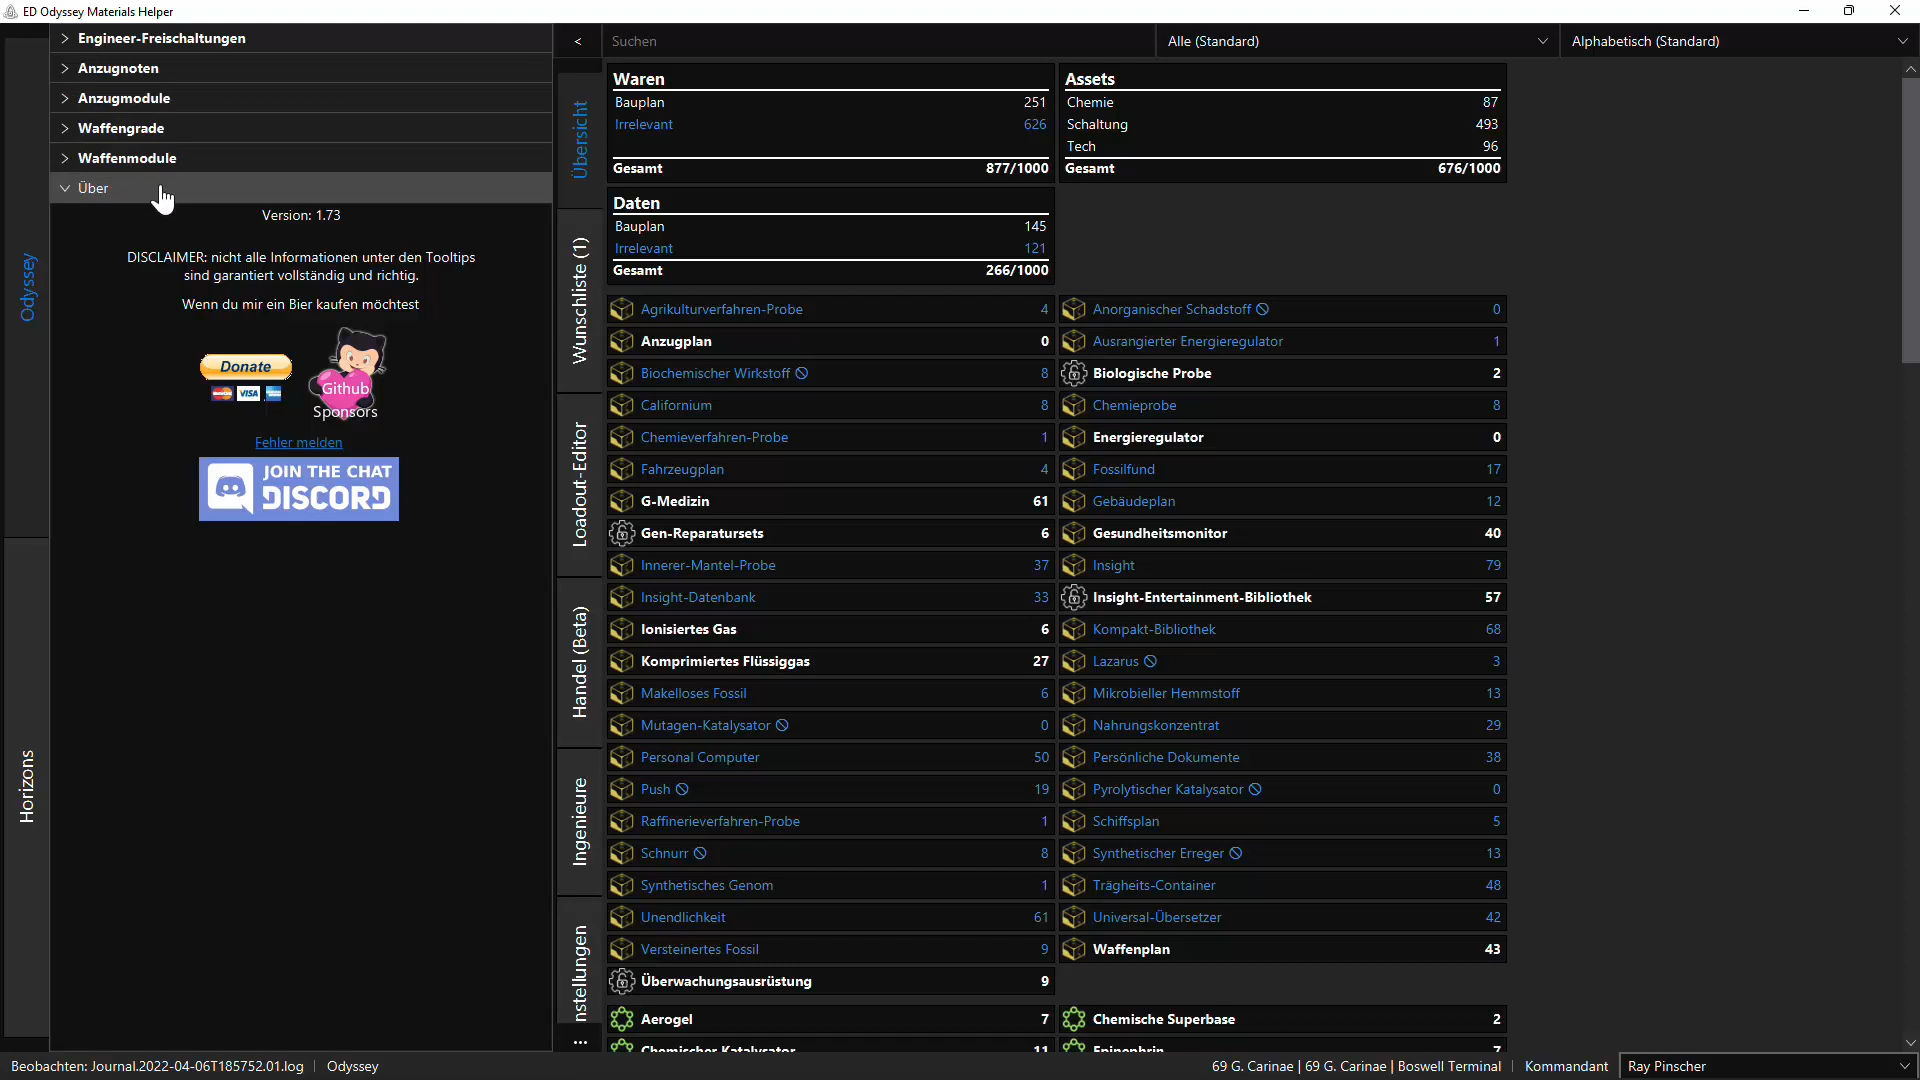 ED Odyssey Materials Helper
Engineer-Freischaltungen
Anzugnoten
Anzugmodule
Waffengrade
Waffenmodule
Über
Version: 1.73
DISCLAIMER: nicht alle Informationen unter den Tooltips
sind garantiert vollständig und richtig.
Wenn du mir ein Bier kaufen möchtest
Donate
VISA
Github
Sponsors
Fehler melden
JOIN THE CHAT
DISCORD
Odyssey
Horizons
<
Suchen
Alle (Standard)
Alphabetisch (Standard)
Übersicht
Wunschliste (1)
Loadout-Editor
Handel (Beta)
Ingenieure
nstellungen
...
Waren
Bauplan 251
Irrelevant 626
Gesamt 877/1000
Assets
Chemie 87
Schaltung 493
Tech 96
Gesamt 676/1000
Daten
Bauplan 145
Irrelevant 121
Gesamt 266/1000
Agrikulturverfahren-Probe 4
Anorganischer Schadstoff 0
Anzugplan 0
Ausrangierter Energieregulator 1
Biochemischer Wirkstoff 8
Biologische Probe 2
Californium 8
Chemieprobe 8
Chemieverfahren-Probe 1
Energieregulator 0
Fahrzeugplan 4
Fossilfund 17
G-Medizin 61
Gebäudeplan 12
Gen-Reparatursets 6
Gesundheitsmonitor 40
Innerer-Mantel-Probe 37
Insight 79
Insight-Datenbank 33
Insight-Entertainment-Bibliothek 57
Ionisiertes Gas 6
Kompakt-Bibliothek 68
Komprimiertes Flüssiggas 27
Lazarus 3
Makelloses Fossil 6
Mikrobieller Hemmstoff 13
Mutagen-Katalysator 0
Nahrungskonzentrat 29
Personal Computer 50
Persönliche Dokumente 38
Push 19
Pyrolytischer Katalysator 0
Raffinerieverfahren-Probe 1
Schiffsplan 5
Schnurr 8
Synthetischer Erreger 13
Synthetisches Genom 1
Trägheits-Container 48
Unendlichkeit 61
Universal-Übersetzer 42
Versteinertes Fossil 9
Waffenplan 43
Überwachungsausrüstung 9
Aerogel 7
Chemische Superbase 2
Chemischer Katalysator 11
Epinephrin 7
Beobachten: Journal.2022-04-06T185752.01.log
Odyssey
69 G. Carinae | 69 G. Carinae | Boswell Terminal
Kommandant
Ray Pinscher